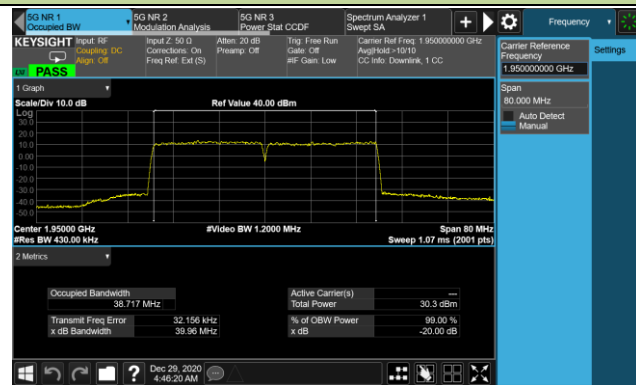 5G NR 1
Occupied BW
5G NR 2
Modulation Analysis
5G NR 3
Power Stat CCDF
Spectrum Analyzer 1
Swept SA
Frequency
KEYSIGHT
Input: RF
Coupling: DC
Align: Off
Input Z: 50 Ω
Corrections: On
Freq Ref: Ext (S)
Atten: 20 dB
Preamp: Off
Trig: Free Run
Gate: Off
#IF Gain: Low
Carrier Ref Freq: 1.950000000 GHz
Avg|Hold:>10/10
CC Info: Downlink, 1 CC
PASS
Carrier Reference
Frequency
1.950000000 GHz
Settings
Span
80.000 MHz
Auto Detect
Manual
1 Graph
Scale/Div 10.0 dB
Ref Value 40.00 dBm
Log
30.0
20.0
10.0
0.00
-10.0
-20.0
-30.0
-40.0
-50.0
Center 1.95000 GHz
#Video BW 1.2000 MHz
Span 80 MHz
#Res BW 430.00 kHz
Sweep 1.07 ms (2001 pts)
2 Metrics
Occupied Bandwidth
38.717 MHz
Active Carrier(s)
---
Total Power
30.3 dBm
Transmit Freq Error
32.156 kHz
% of OBW Power
99.00 %
x dB Bandwidth
39.96 MHz
x dB
-20.00 dB
?
Dec 29, 2020
4:46:20 AM